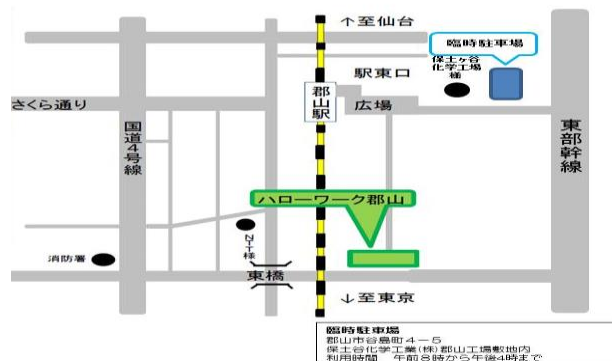 ↑至仙台
臨時駐車場
保土ヶ谷
化学工場
様
駅東口
広場
郡山駅
さくら通り
国道4号線
東部幹線
ハローワーク郡山
NTT様
消防署
東橋
↓至東京
臨時駐車場
郡山市谷島町4－5
保土谷化学工業(株)郡山工場敷地内
利用時間　午前8時から午後4時まで